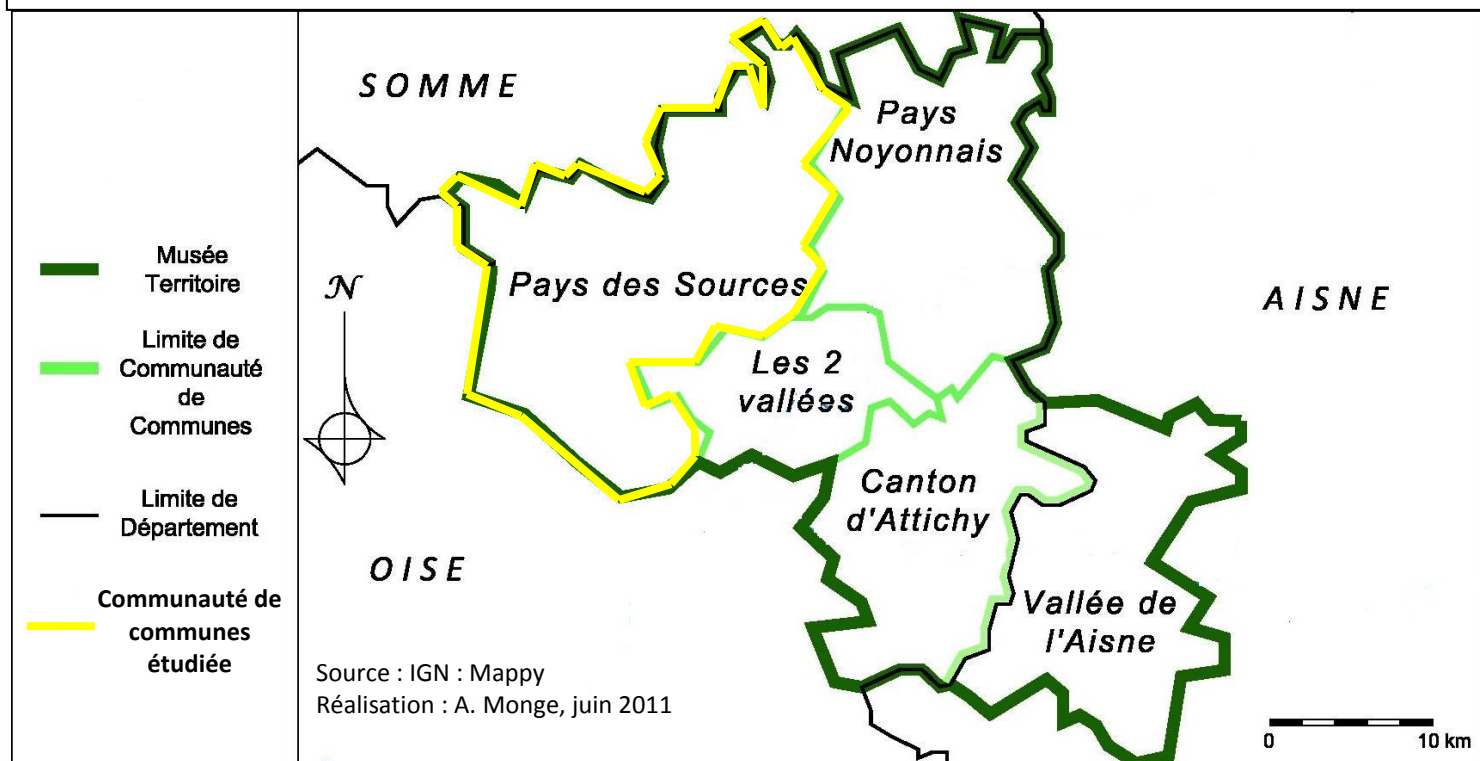 Musée
Territoire
Limite de
Communauté
de
Communes
Limite de
Département
Communauté de
communes
étudiée
SOMME
N
Pays
Noyonnais
Pays des Sources
AISNE
Les 2
vallées
Canton
d'Attichy
OISE
Vallée de
l'Aisne
Source : IGN : Mappy
Réalisation : A. Monge, juin 2011
0 10 km